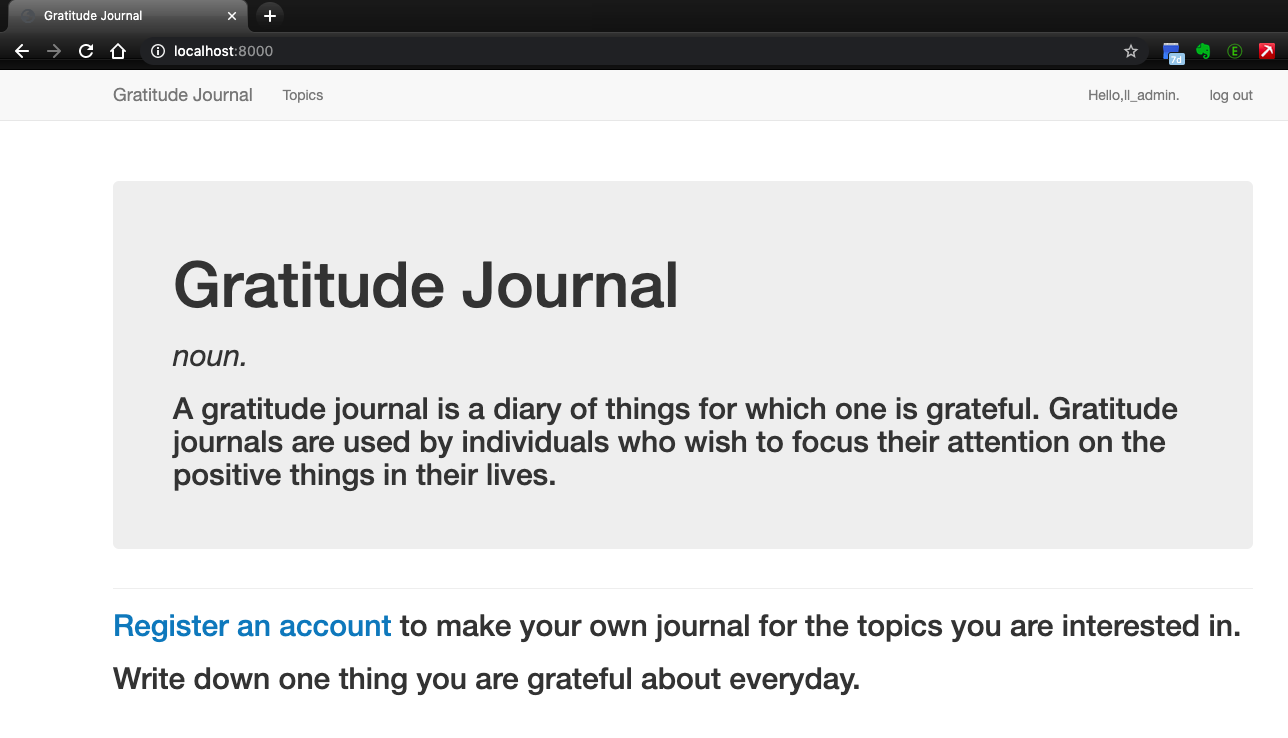 Gratitude Journal
localhost:8000
7d
E
Gratitude Journal Topics Hello,ll_admin. log out
Gratitude Journal
noun.
A gratitude journal is a diary of things for which one is grateful. Gratitude
journals are used by individuals who wish to focus their attention on the
positive things in their lives.
Register an account to make your own journal for the topics you are interested in.
Write down one thing you are grateful about everyday.